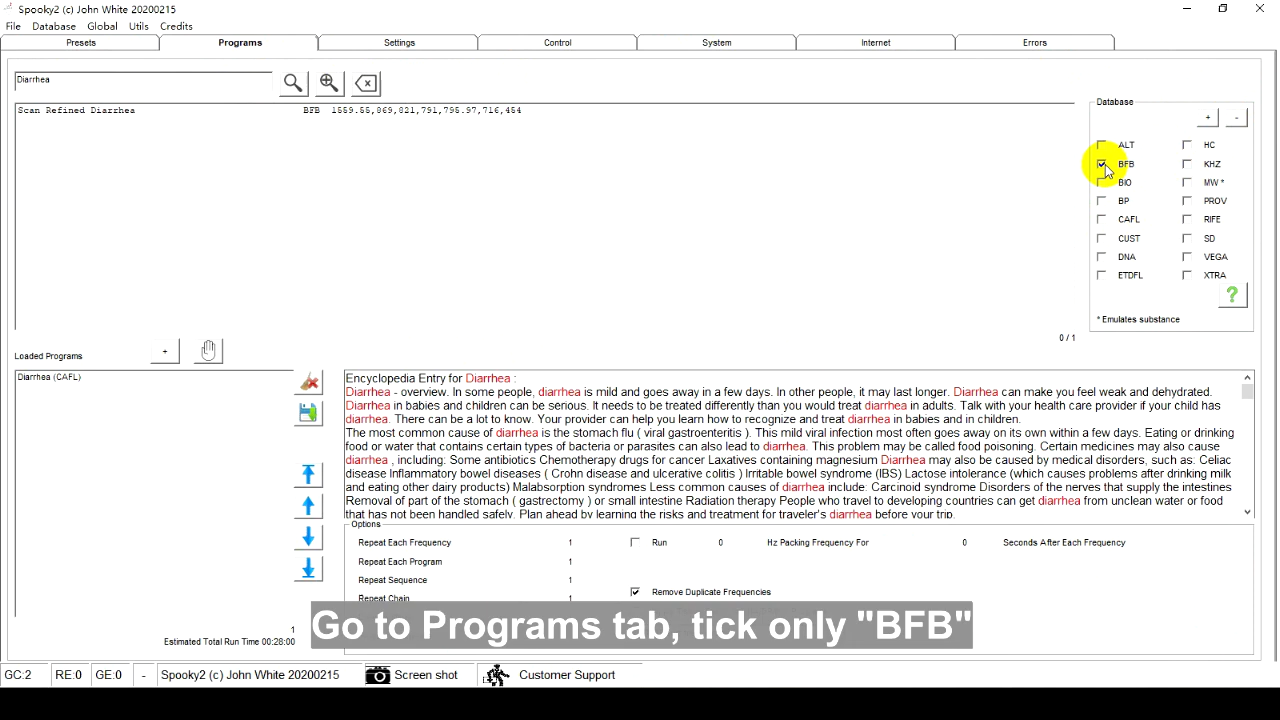 Spooky2 (c) John White 20200215
File Database Global Utils Credits
Presets Programs Settings Control System Internet Errors
Diarrhea
Scan Refined Diarrhea BFB 1559.55,869,821,791,795.97,716,454
Database
+ -
ALT HC
BFB KHZ
BIO MW *
BP PROV
CAFL RIFE
CUST SD
DNA VEGA
ETDFL XTRA
?
* Emulates substance
0 / 1
Loaded Programs +
Diarrhea (CAFL)
Encyclopedia Entry for Diarrhea :
Diarrhea - overview. In some people, diarrhea is mild and goes away in a few days. In other people, it may last longer. Diarrhea can make you feel weak and dehydrated.
Diarrhea in babies and children can be serious. It needs to be treated differently than you would treat diarrhea in adults. Talk with your health care provider if your child has
diarrhea. There can be a lot to know. Your provider can help you learn how to recognize and treat diarrhea in babies and in children.
The most common cause of diarrhea is the stomach flu ( viral gastroenteritis ). This mild viral infection most often goes away on its own within a few days. Eating or drinking
food or water that contains certain types of bacteria or parasites can also lead to diarrhea. This problem may be called food poisoning. Certain medicines may also cause
diarrhea , including: Some antibiotics Chemotherapy drugs for cancer Laxatives containing magnesium Diarrhea may also be caused by medical disorders, such as: Celiac
disease Inflammatory bowel diseases ( Crohn disease and ulcerative colitis ) Irritable bowel syndrome (IBS) Lactose intolerance (which causes problems after drinking milk
and eating other dairy products) Malabsorption syndromes Less common causes of diarrhea include: Carcinoid syndrome Disorders of the nerves that supply the intestines
Removal of part of the stomach ( gastrectomy ) or small intestine Radiation therapy People who travel to developing countries can get diarrhea from unclean water or food
that has not been handled safely. Plan ahead by learning the risks and treatment for traveler's diarrhea before your trip.
Options
Repeat Each Frequency 1 Run 0 Hz Packing Frequency For 0 Seconds After Each Frequency
Repeat Each Program 1
Repeat Sequence 1
Remove Duplicate Frequencies
Repeat Chain 1
Go to Programs tab, tick only "BFB"
Estimated Total Run Time 00:28:00
GC:2 RE:0 GE:0 - Spooky2 (c) John White 20200215 Screen shot Customer Support